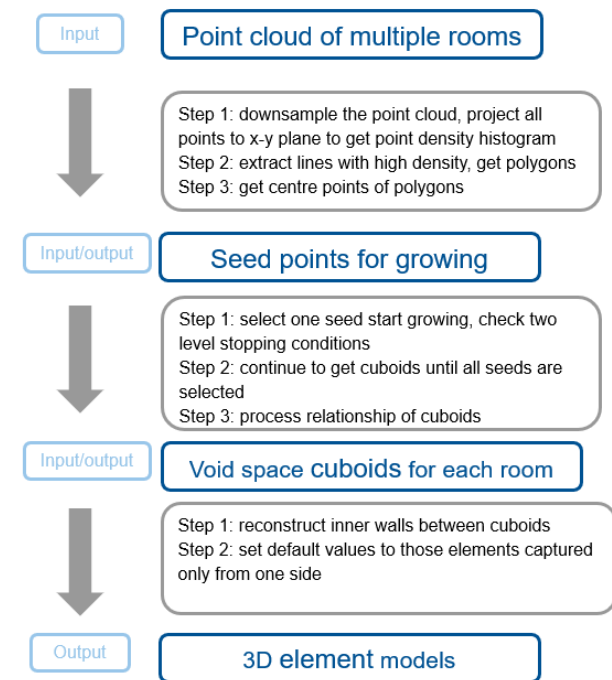 Input
Point cloud of multiple rooms
Step 1: downsample the point cloud, project all
points to x-y plane to get point density histogram
Step 2: extract lines with high density, get polygons
Step 3: get centre points of polygons
Input/output
Seed points for growing
Step 1: select one seed start growing, check two
level stopping conditions
Step 2: continue to get cuboids until all seeds are
selected
Step 3: process relationship of cuboids
Input/output
Void space cuboids for each room
Step 1: reconstruct inner walls between cuboids
Step 2: set default values to those elements captured
only from one side
Output
3D element models